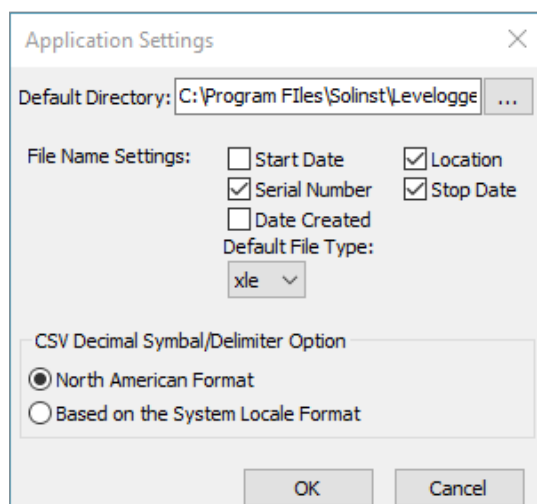 Application Settings
Default Directory: C:\Program FIles\Solinst\Levelogge ...
File Name Settings: Start Date Location
Serial Number Stop Date
Date Created
Default File Type:
xle
CSV Decimal Symbol/Delimiter Option
North American Format
Based on the System Locale Format
OK Cancel